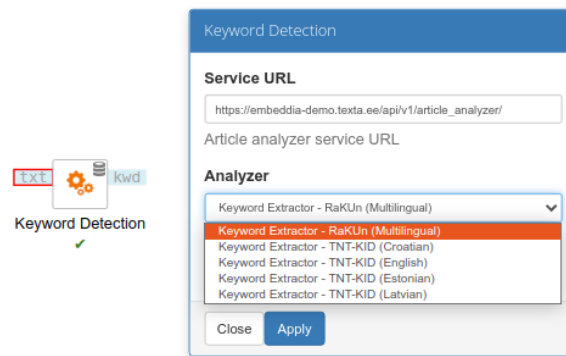 txt
kwd
Keyword Detection
Keyword Detection
Service URL
https://embeddia-demo.texta.ee/api/v1/article_analyzer/
Article analyzer service URL
Analyzer
Keyword Extractor - RaKUn (Multilingual)
Keyword Extractor - RaKUn (Multilingual)
Keyword Extractor - TNT-KID (Croatian)
Keyword Extractor - TNT-KID (English)
Keyword Extractor - TNT-KID (Estonian)
Keyword Extractor - TNT-KID (Latvian)
Close
Apply